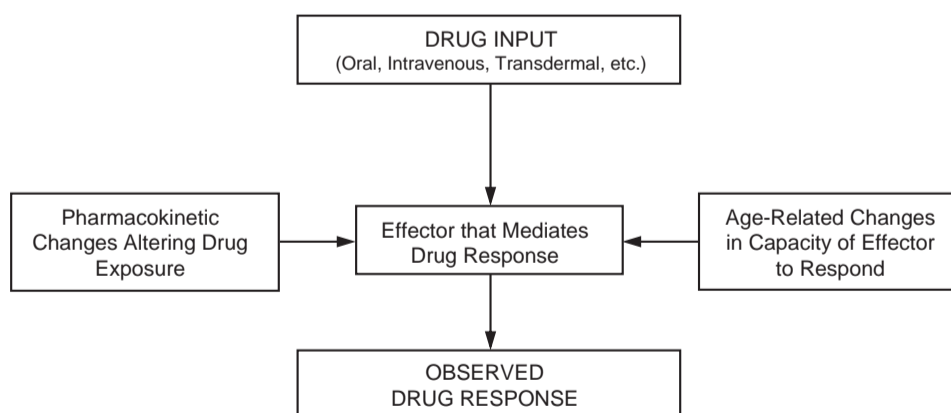 DRUG INPUT
(Oral, Intravenous, Transdermal, etc.)
Pharmacokinetic
Changes Altering Drug
Exposure
Effector that Mediates
Drug Response
Age-Related Changes
in Capacity of Effector
to Respond
OBSERVED
DRUG RESPONSE